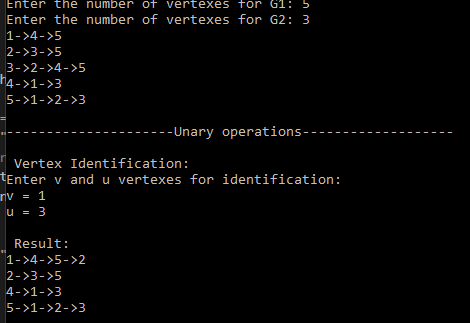 Enter the number of vertexes for G1: 5
Enter the number of vertexes for G2: 3
1->4->5
2->3->5
3->2->4->5
4->1->3
5->1->2->3
---------------------Unary operations-------------------
Vertex Identification:
Enter v and u vertexes for identification:
v = 1
u = 3
Result:
1->4->5->2
2->3->5
4->1->3
5->1->2->3